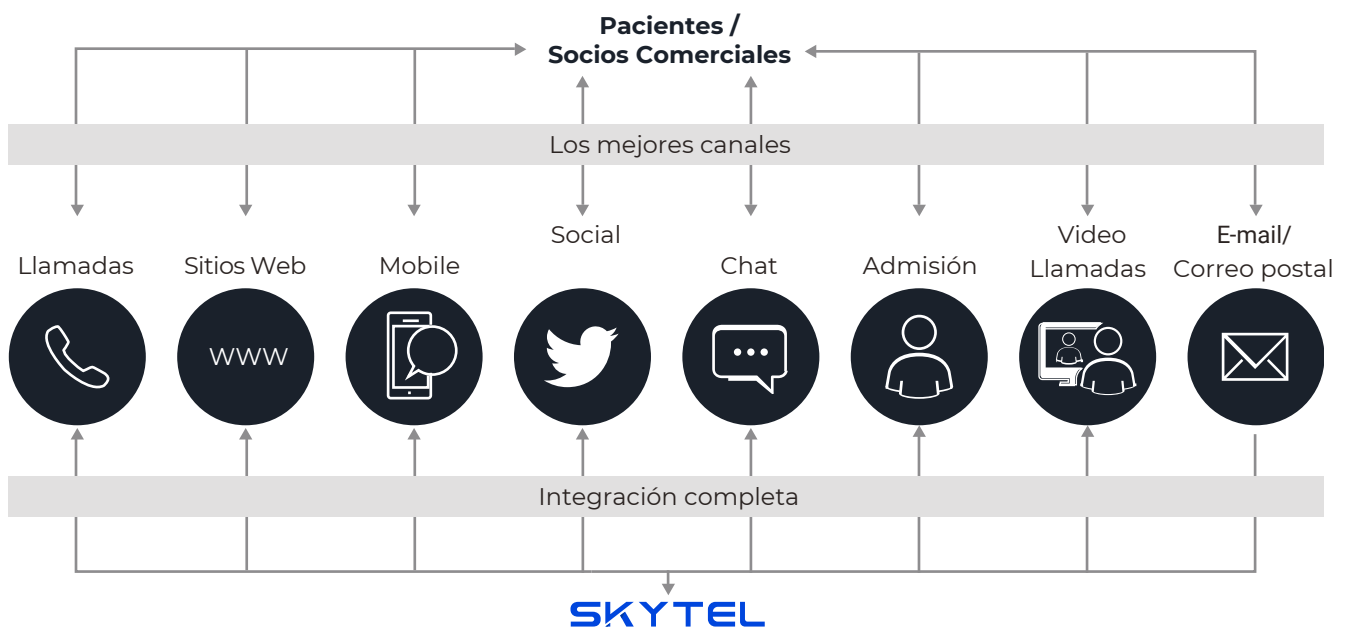 Pacientes /
Socios Comerciales
Los mejores canales
Llamadas
Sitios Web
Mobile
Social
Chat
Admisión
Video
Llamadas
E-mail/
Correo postal
WWW
Integración completa
SKYTEL